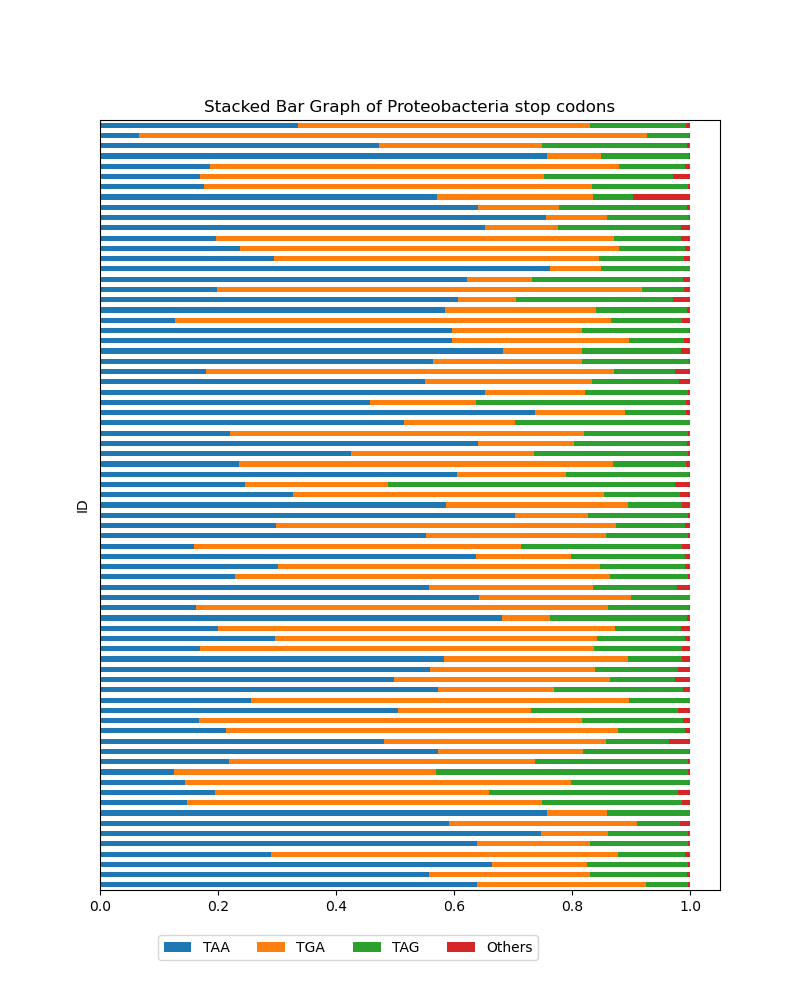 Stacked Bar Graph of Proteobacteria stop codons
ID
0.0 0.2 0.4 0.6 0.8 1.0
TAA TGA TAG Others